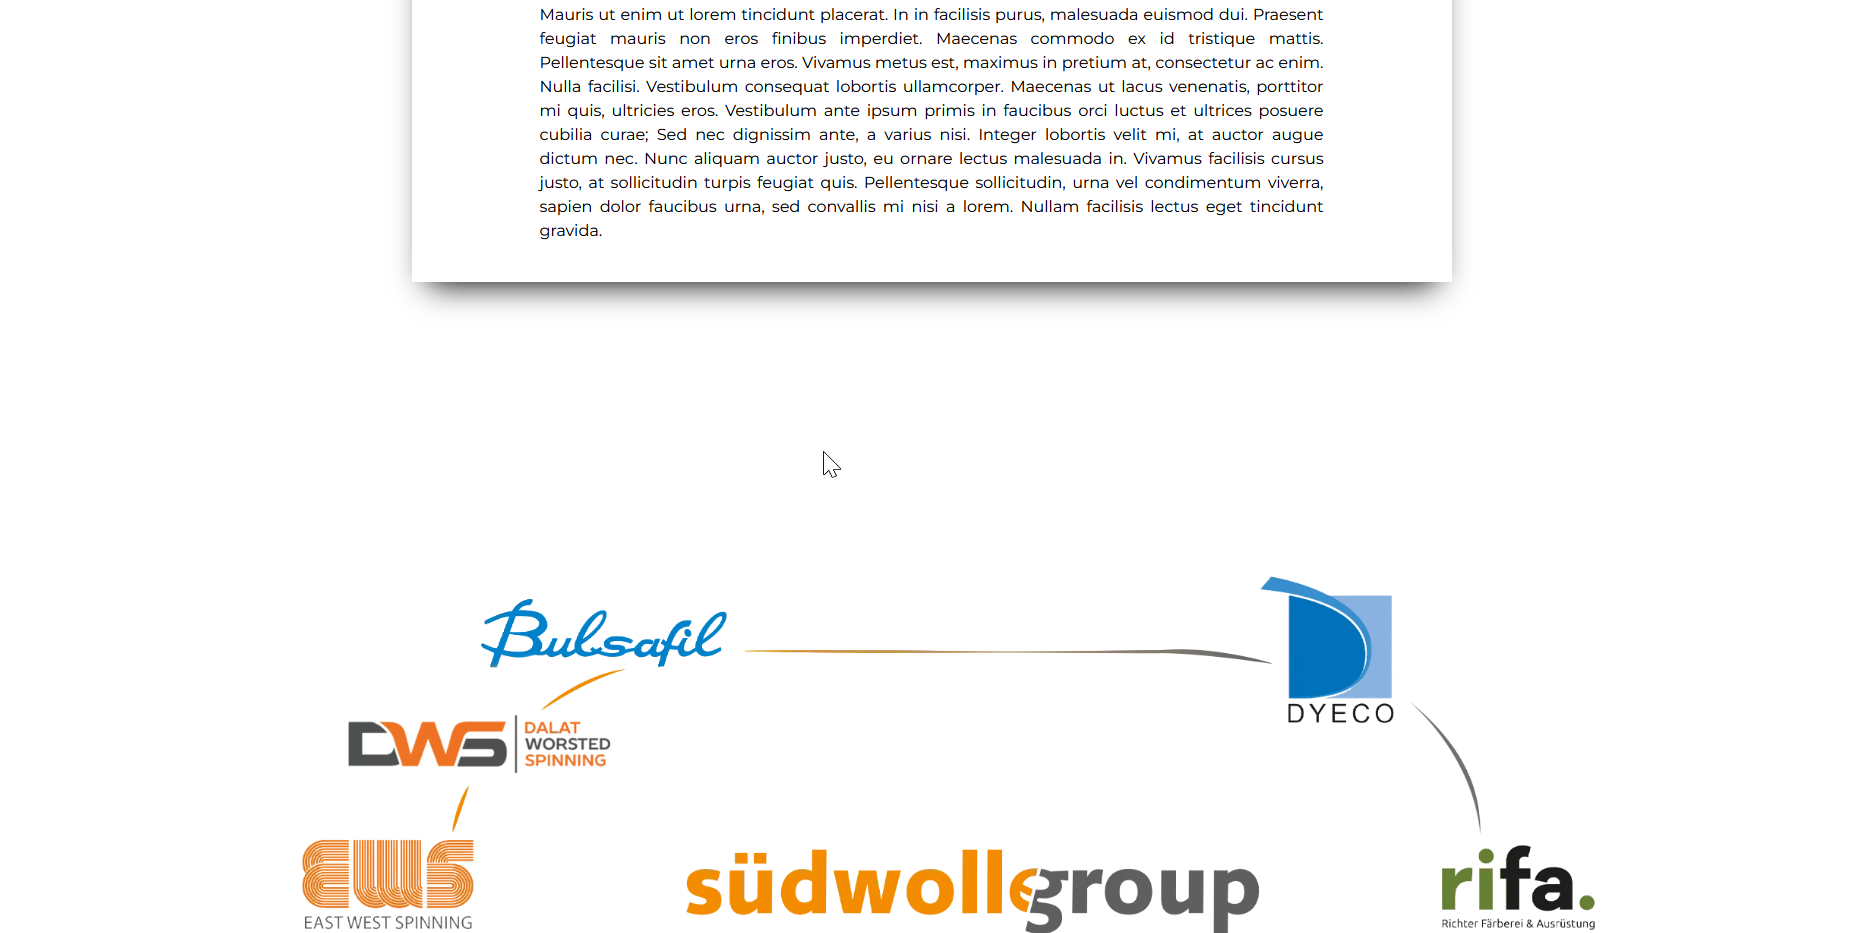 Mauris ut enim ut lorem tincidunt placerat. In in facilisis purus, malesuada euismod dui. Praesent
feugiat mauris non eros finibus imperdiet. Maecenas commodo ex id tristique mattis.
Pellentesque sit amet urna eros. Vivamus metus est, maximus in pretium at, consectetur ac enim.
Nulla facilisi. Vestibulum consequat lobortis ullamcorper. Maecenas ut lacus venenatis, porttitor
mi quis, ultricies eros. Vestibulum ante ipsum primis in faucibus orci luctus et ultrices posuere
cubilia curae; Sed nec dignissim ante, a varius nisi. Integer lobortis velit mi, at auctor augue
dictum nec. Nunc aliquam auctor justo, eu ornare lectus malesuada in. Vivamus facilisis cursus
justo, at sollicitudin turpis feugiat quis. Pellentesque sollicitudin, urna vel condimentum viverra,
sapien dolor faucibus urna, sed convallis mi nisi a lorem. Nullam facilisis lectus eget tincidunt
gravida.
Bulsafil
DYECO
DWS
DALAT
WORSTED
SPINNING
EWS
EAST WEST SPINNING
südwollegroup
rifa.
Richter Färberei & Ausrüstung